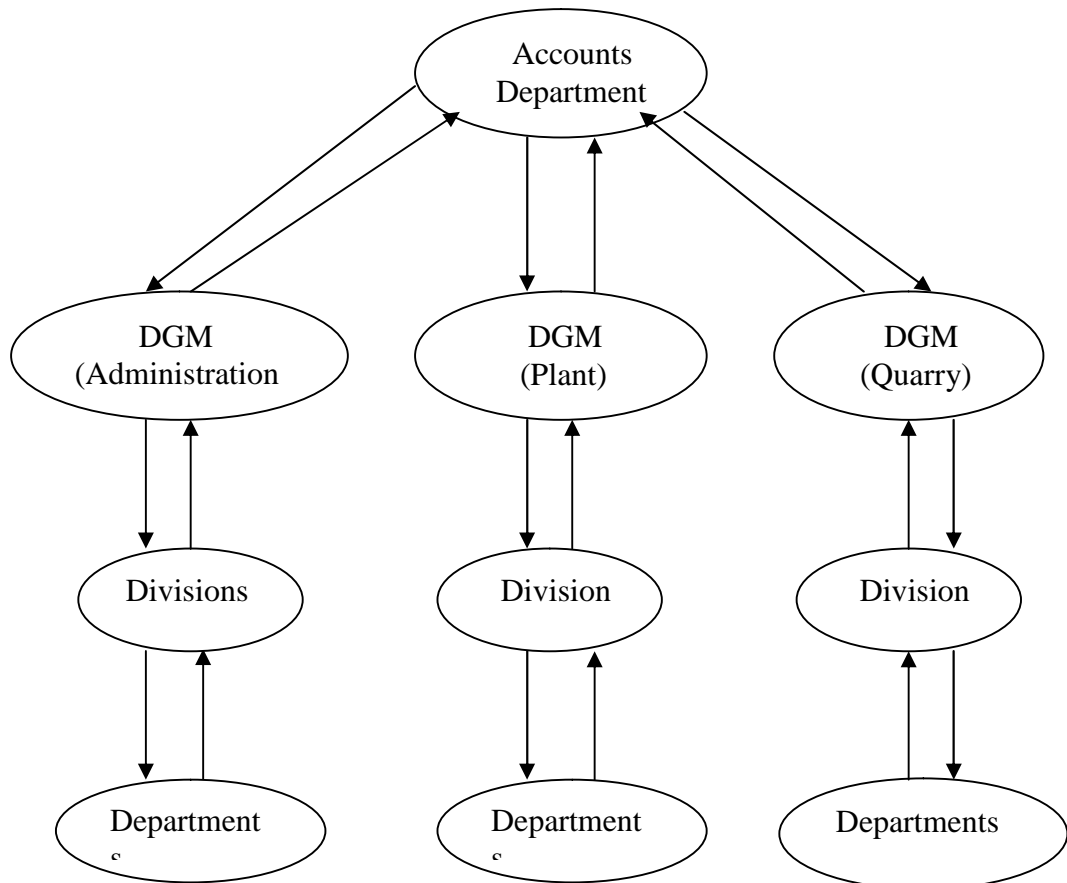 Accounts
Department
DGM
(Administration
DGM
(Plant)
DGM
(Quarry)
Divisions
Division
Division
Department
s
Department
s
Departments